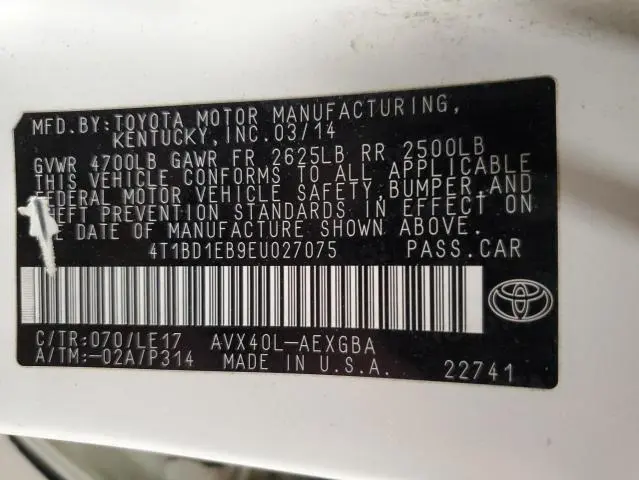 MFD.BY:TOYOTA MOTOR MANUFACTURING,
KENTUCKY,INC.03/14
GVWR 4700LB GAWR FR 2625LB RR 2500LB
THIS VEHICLE CONFORMS TO ALL APPLICABLE
FEDERAL MOTOR VEHICLE SAFETY,BUMPER,AND
THEFT PREVENTION STANDARDS IN EFFECT ON
DATE OF MANUFACTURE SHOWN ABOVE.
4T1BD1EB9EU027075 PASS.CAR
C/TR:070/LE17 AVX40L-AEXGBA
A/TM:-02A/P314 MADE IN U.S.A. 22741